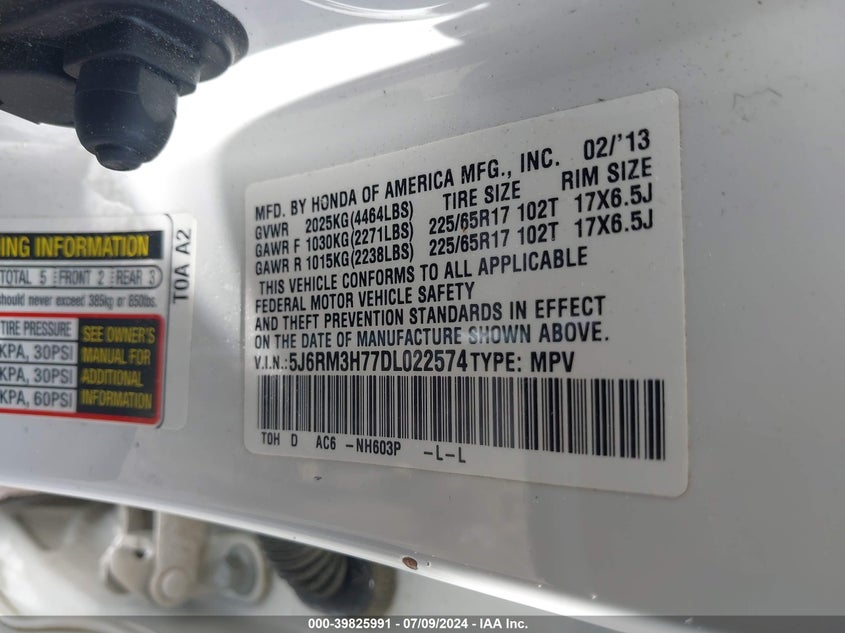 MFD. BY HONDA OF AMERICA MFG., INC. 02/'13
GVWR 2025KG(4464LBS) TIRE SIZE RIM SIZE
GAWR F 1030KG(2271LBS) 225/65R17 102T 17X6.5J
GAWR R 1015KG(2238LBS) 225/65R17 102T 17X6.5J
THIS VEHICLE CONFORMS TO ALL APPLICABLE
FEDERAL MOTOR VEHICLE SAFETY
AND THEFT PREVENTION STANDARDS IN EFFECT
ON THE DATE OF MANUFACTURE SHOWN ABOVE.
V.I.N.:5J6RM3H77DL022574 TYPE: MPV
T0H D AC6 -NH603P -L-L
T0A A2
ING INFORMATION
TOTAL 5 FRONT 2 REAR 3
should never exceed 385kg or 850lbs.
TIRE PRESSURE
KPA, 30PSI
KPA, 30PSI
KPA, 60PSI
SEE OWNER'S
MANUAL FOR
ADDITIONAL
INFORMATION
000-39825991 - 07/09/2024 - IAA Inc.